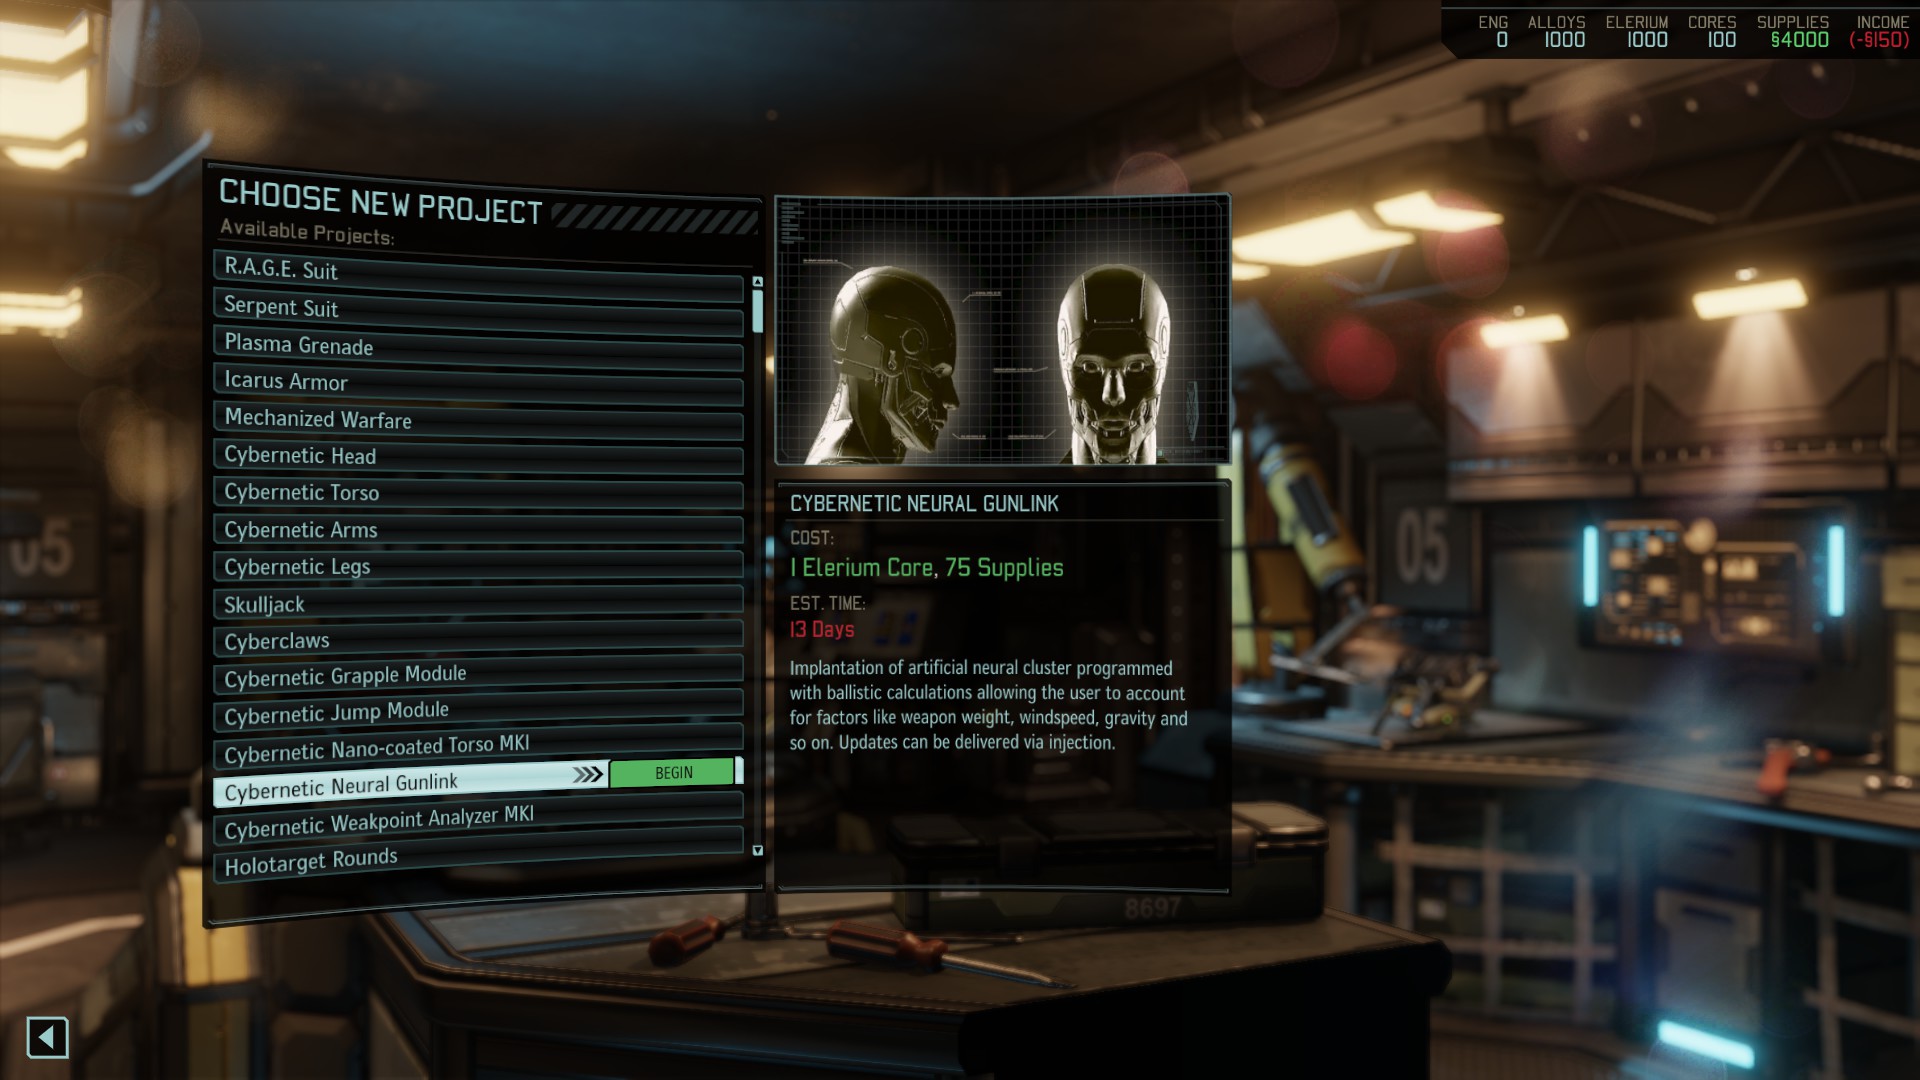 ENG ALLOYS ELERIUM CORES SUPPLIES INCOME
0 1000 1000 100 §4000 (-§150)
CHOOSE NEW PROJECT
Available Projects:
R.A.G.E. Suit
Serpent Suit
Plasma Grenade
Icarus Armor
Mechanized Warfare
Cybernetic Head
Cybernetic Torso
Cybernetic Arms
Cybernetic Legs
Skulljack
Cyberclaws
Cybernetic Grapple Module
Cybernetic Jump Module
Cybernetic Nano-coated Torso MKI
Cybernetic Neural Gunlink
BEGIN
Cybernetic Weakpoint Analyzer MKI
Holotarget Rounds
CYBERNETIC NEURAL GUNLINK
COST:
1 Elerium Core, 75 Supplies
EST. TIME:
13 Days
Implantation of artificial neural cluster programmed
with ballistic calculations allowing the user to account
for factors like weapon weight, windspeed, gravity and
so on. Updates can be delivered via injection.
05
05
8697